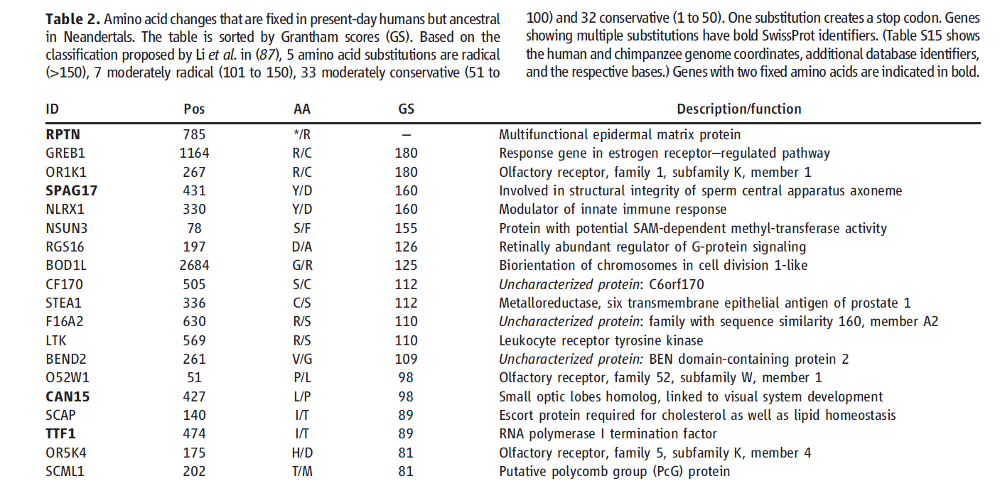 Table 2. Amino acid changes that are fixed in present-day humans but ancestral
in Neandertals. The table is sorted by Grantham scores (GS). Based on the
classification proposed by Li et al. in (87), 5 amino acid substitutions are radical
(>150), 7 moderately radical (101 to 150), 33 moderately conservative (51 to
100) and 32 conservative (1 to 50). One substitution creates a stop codon. Genes
showing multiple substitutions have bold SwissProt identifiers. (Table S15 shows
the human and chimpanzee genome coordinates, additional database identifiers,
and the respective bases.) Genes with two fixed amino acids are indicated in bold.
ID Pos AA GS Description/function
RPTN 785 */R – Multifunctional epidermal matrix protein
GREB1 1164 R/C 180 Response gene in estrogen receptor–regulated pathway
OR1K1 267 R/C 180 Olfactory receptor, family 1, subfamily K, member 1
SPAG17 431 Y/D 160 Involved in structural integrity of sperm central apparatus axoneme
NLRX1 330 Y/D 160 Modulator of innate immune response
NSUN3 78 S/F 155 Protein with potential SAM-dependent methyl-transferase activity
RGS16 197 D/A 126 Retinally abundant regulator of G-protein signaling
BOD1L 2684 G/R 125 Biorientation of chromosomes in cell division 1-like
CF170 505 S/C 112 Uncharacterized protein: C6orf170
STEA1 336 C/S 112 Metalloreductase, six transmembrane epithelial antigen of prostate 1
F16A2 630 R/S 110 Uncharacterized protein: family with sequence similarity 160, member A2
LTK 569 R/S 110 Leukocyte receptor tyrosine kinase
BEND2 261 V/G 109 Uncharacterized protein: BEN domain-containing protein 2
O52W1 51 P/L 98 Olfactory receptor, family 52, subfamily W, member 1
CAN15 427 L/P 98 Small optic lobes homolog, linked to visual system development
SCAP 140 I/T 89 Escort protein required for cholesterol as well as lipid homeostasis
TTF1 474 I/T 89 RNA polymerase I termination factor
OR5K4 175 H/D 81 Olfactory receptor, family 5, subfamily K, member 4
SCML1 202 T/M 81 Putative polycomb group (PcG) protein